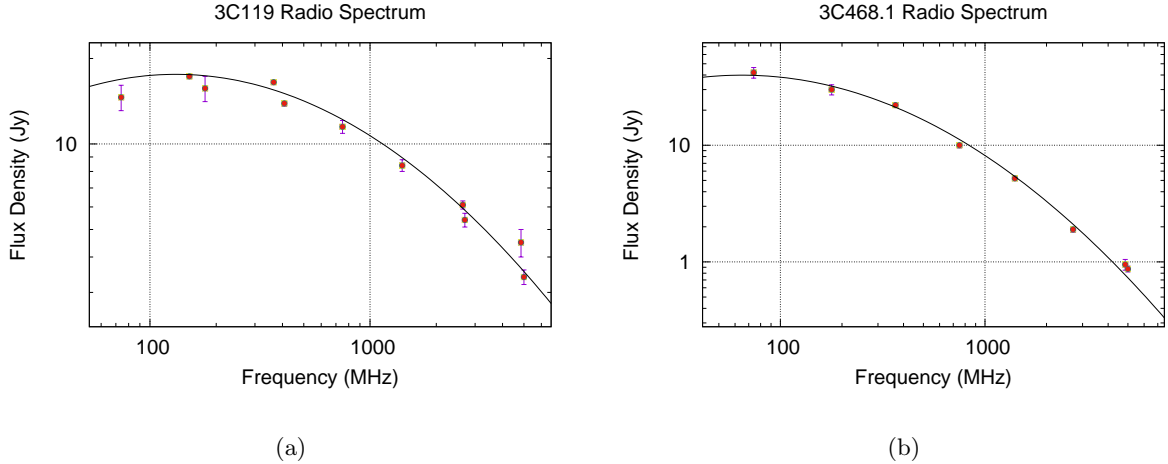 3C119 Radio Spectrum
Flux Density (Jy)
10
100
1000
Frequency (MHz)
(a)
3C468.1 Radio Spectrum
Flux Density (Jy)
10
1
100
1000
Frequency (MHz)
(b)